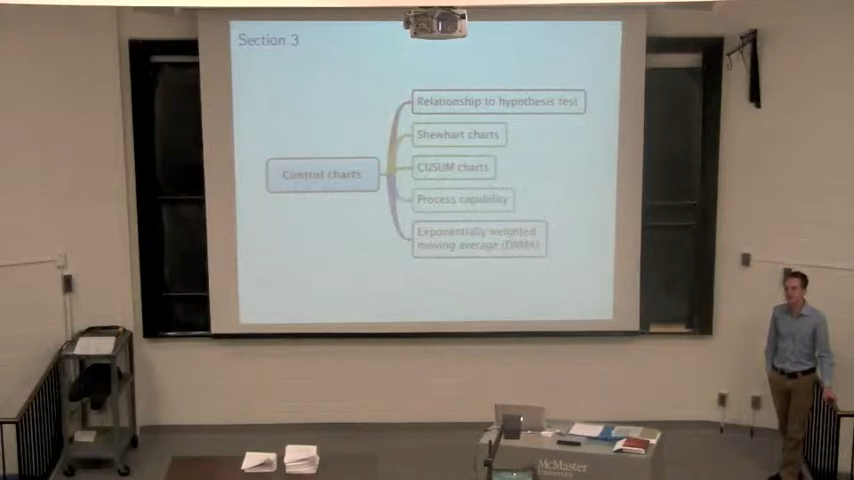 Section 3
Relationship to hypothesis test
Shewhart charts
Control charts
CUSUM charts
Process capability
Exponentially weighted
moving average (EWMA)
McMaster
University